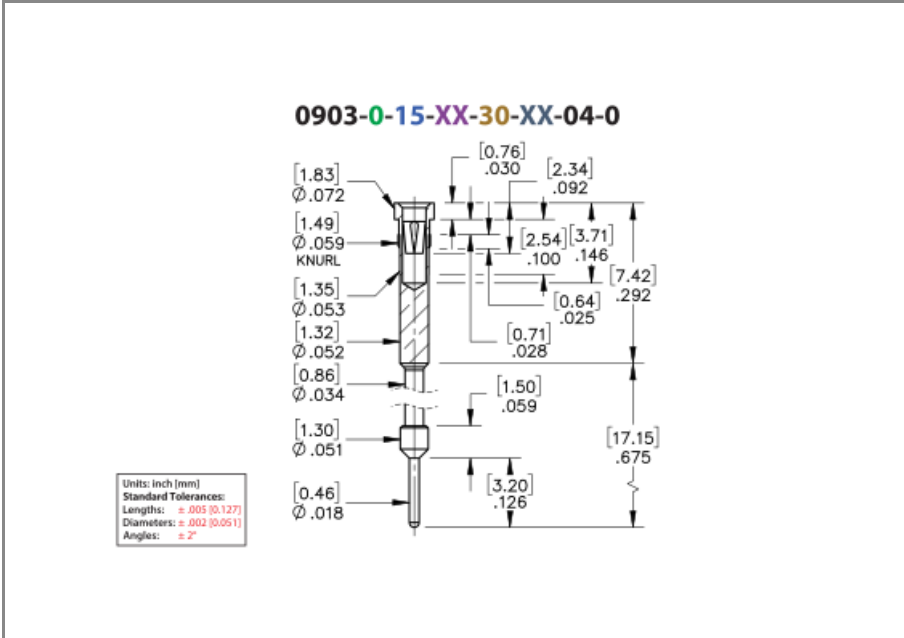 0903-0-15-XX-30-XX-04-0
[0.76]
.030
[2.34]
.092
[1.83]
Ø.072
[1.49]
Ø.059
KNURL
[2.54]
.100
[3.71]
.146
[7.42]
.292
[1.35]
Ø.053
[0.64]
.025
[1.32]
Ø.052
[0.71]
.028
[0.86]
Ø.034
[1.50]
.059
[1.30]
Ø.051
[17.15]
.675
[3.20]
.126
[0.46]
Ø.018
Units: inch [mm]
Standard Tolerances:
Lengths: ± .005 [0.127]
Diameters: ± .002 [0.051]
Angles: ± 2°